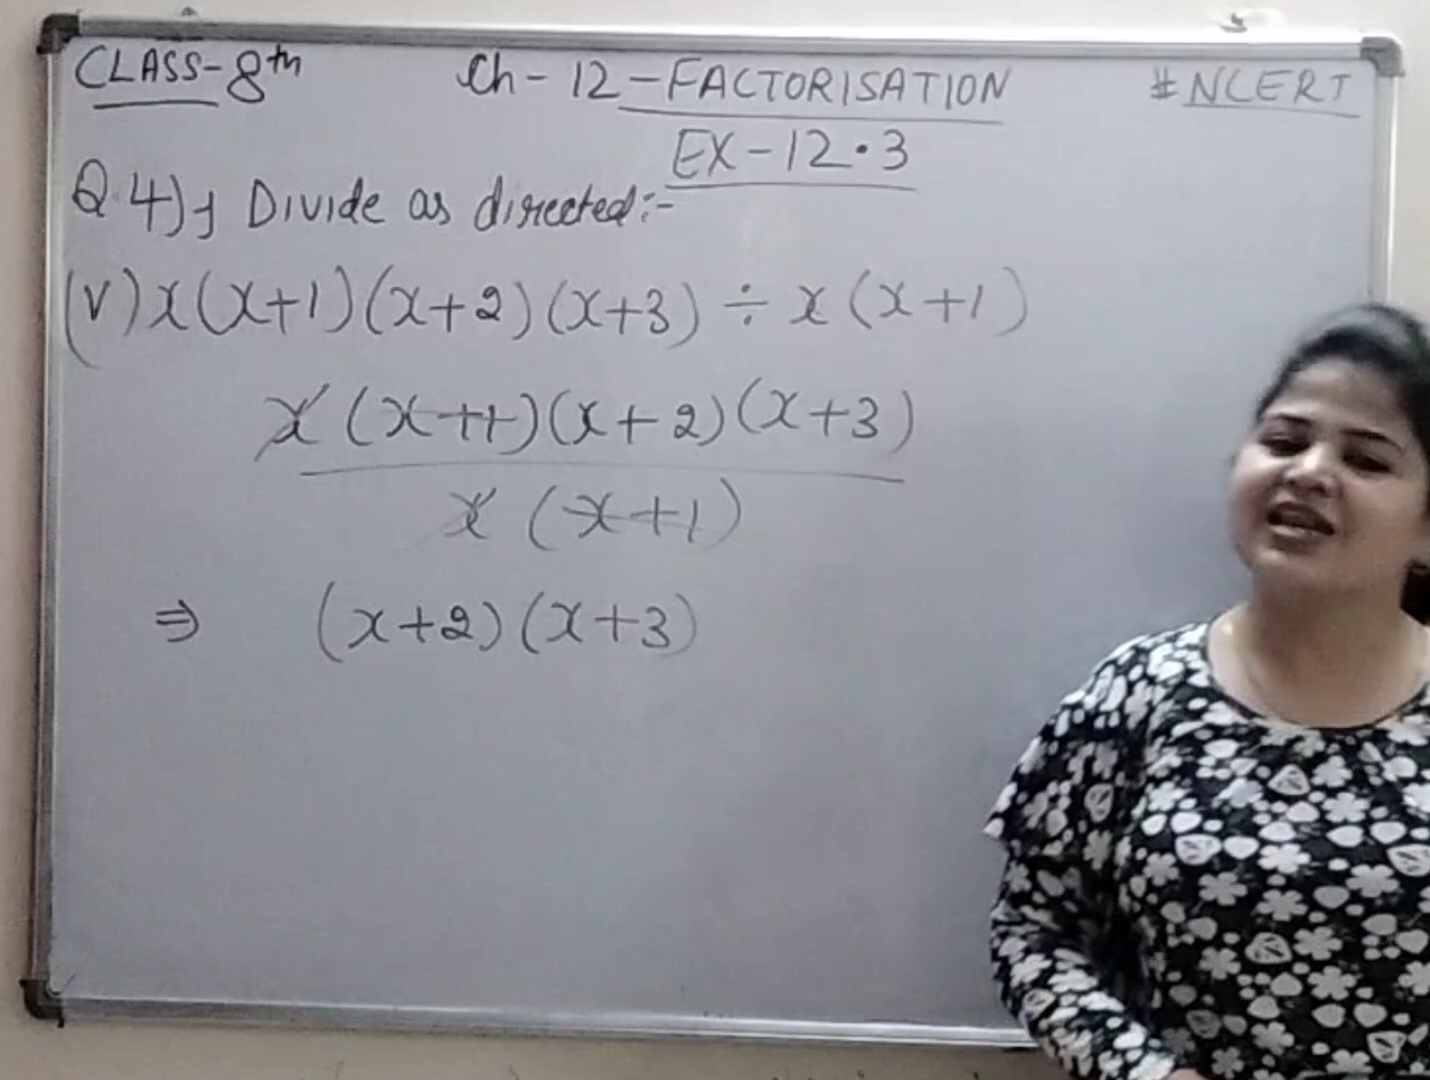 CLASS-8th Ch-12-FACTORISATION #NCERT
EX-12.3
Q.4) Divide as directed:-
(V) x(x+1)(x+2)(x+3) ÷ x(x+1)
x(x+1)(x+2)(x+3)
x(x+1)
⇒ (x+2)(x+3)